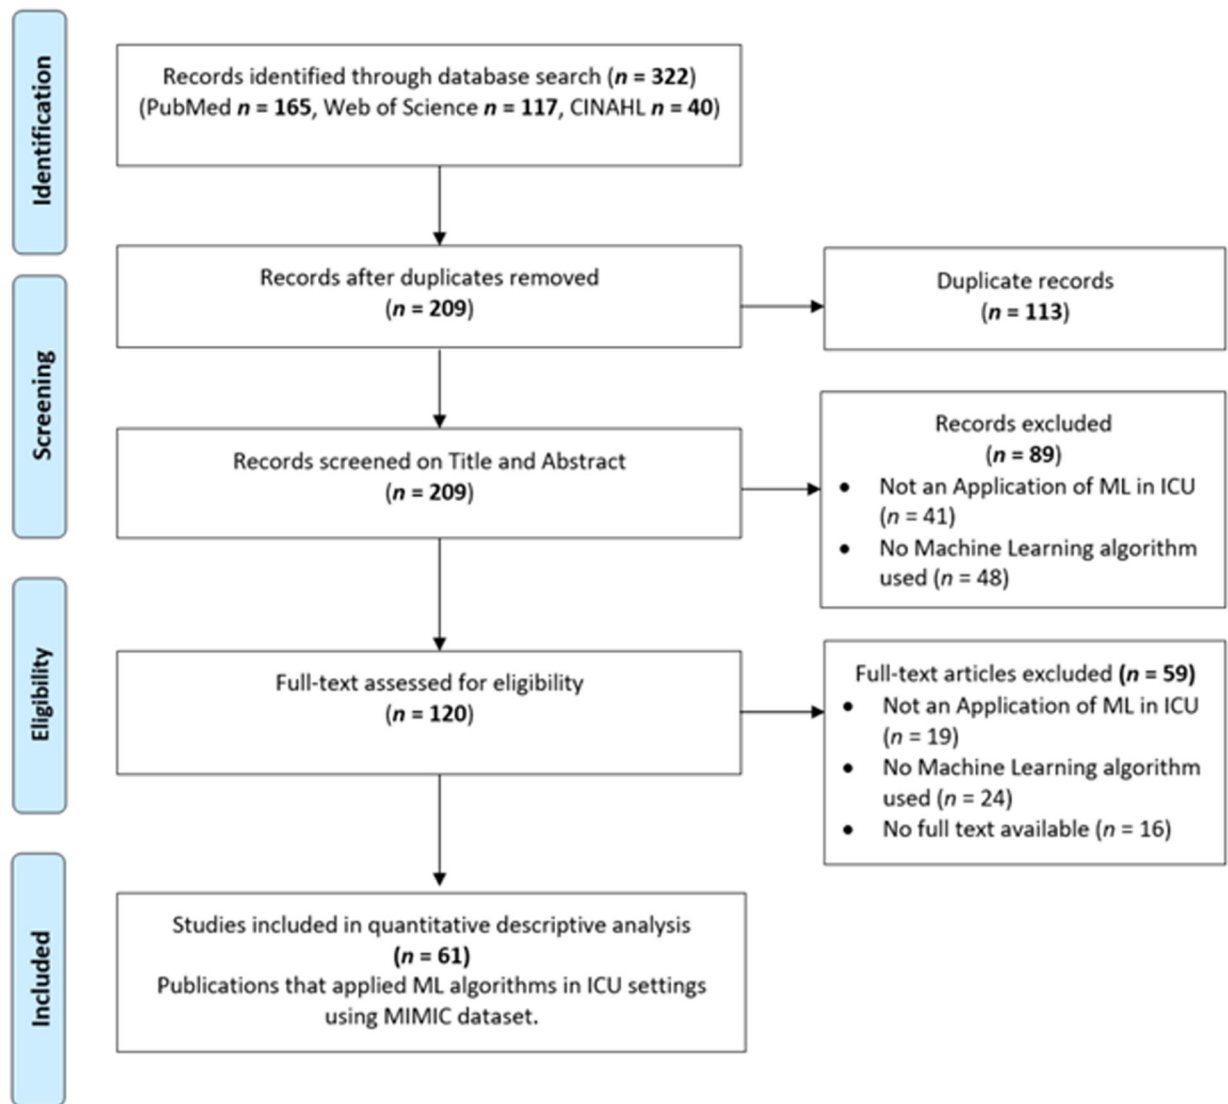 Identification
Records identified through database search (n = 322)
(PubMed n = 165, Web of Science n = 117, CINAHL n = 40)
Screening
Records after duplicates removed
(n = 209)
Duplicate records
(n = 113)
Records screened on Title and Abstract
(n = 209)
Records excluded
(n = 89)
• Not an Application of ML in ICU
(n = 41)
• No Machine Learning algorithm
used (n = 48)
Eligibility
Full-text assessed for eligibility
(n = 120)
Full-text articles excluded (n = 59)
• Not an Application of ML in ICU
(n = 19)
• No Machine Learning algorithm
used (n = 24)
• No full text available (n = 16)
Included
Studies included in quantitative descriptive analysis
(n = 61)
Publications that applied ML algorithms in ICU settings
using MIMIC dataset.